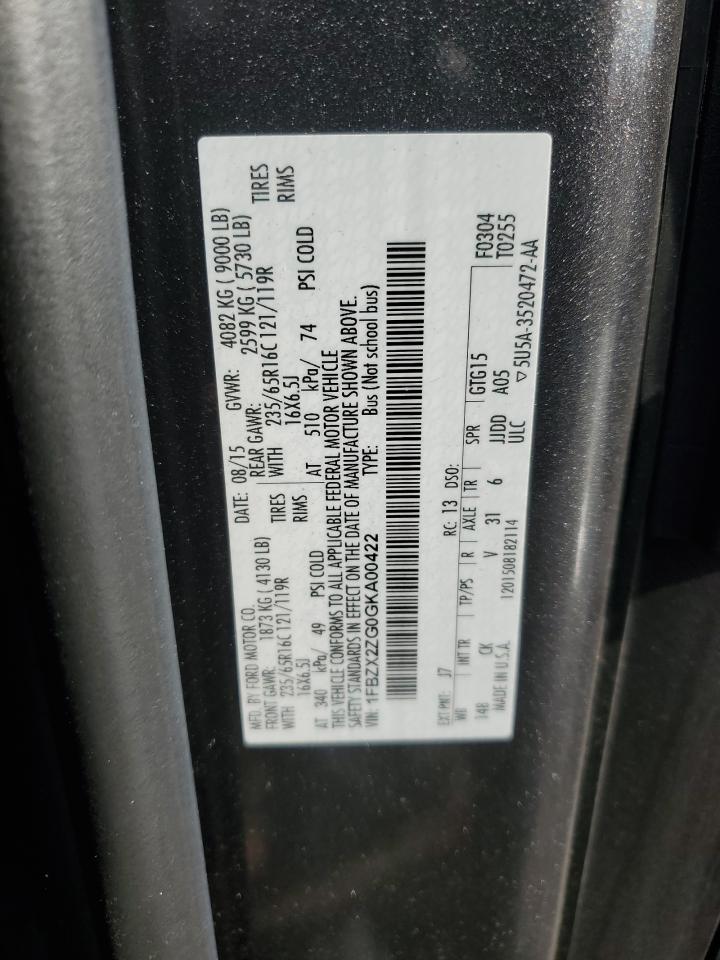 MFD. BY FORD MOTOR CO. DATE: 08/15 GVWR: 4082 KG ( 9000 LB)
FRONT GAWR: 1873 KG ( 4130 LB) REAR GAWR: 2599 KG ( 5730 LB)
WITH 235/65R16C 121/119R TIRES WITH 235/65R16C 121/119R TIRES
16X6.5J RIMS 16X6.5J RIMS
AT 340 kPa/ 49 PSI COLD AT 510 kPa/ 74 PSI COLD
THIS VEHICLE CONFORMS TO ALL APPLICABLE FEDERAL MOTOR VEHICLE
SAFETY STANDARDS IN EFFECT ON THE DATE OF MANUFACTURE SHOWN ABOVE.
VIN: 1FBZX2ZG0GKA00422 TYPE: Bus (Not school bus)
EXT PNT: J7 RC: 13 DSO: F0304
WB INT TR TP/PS R AXLE TR SPR GTG15 T0255
148 CK V 31 6 JJDD A05
MADE IN U.S.A. 1201508182114 ULC ▽5U5A-3520472-AA